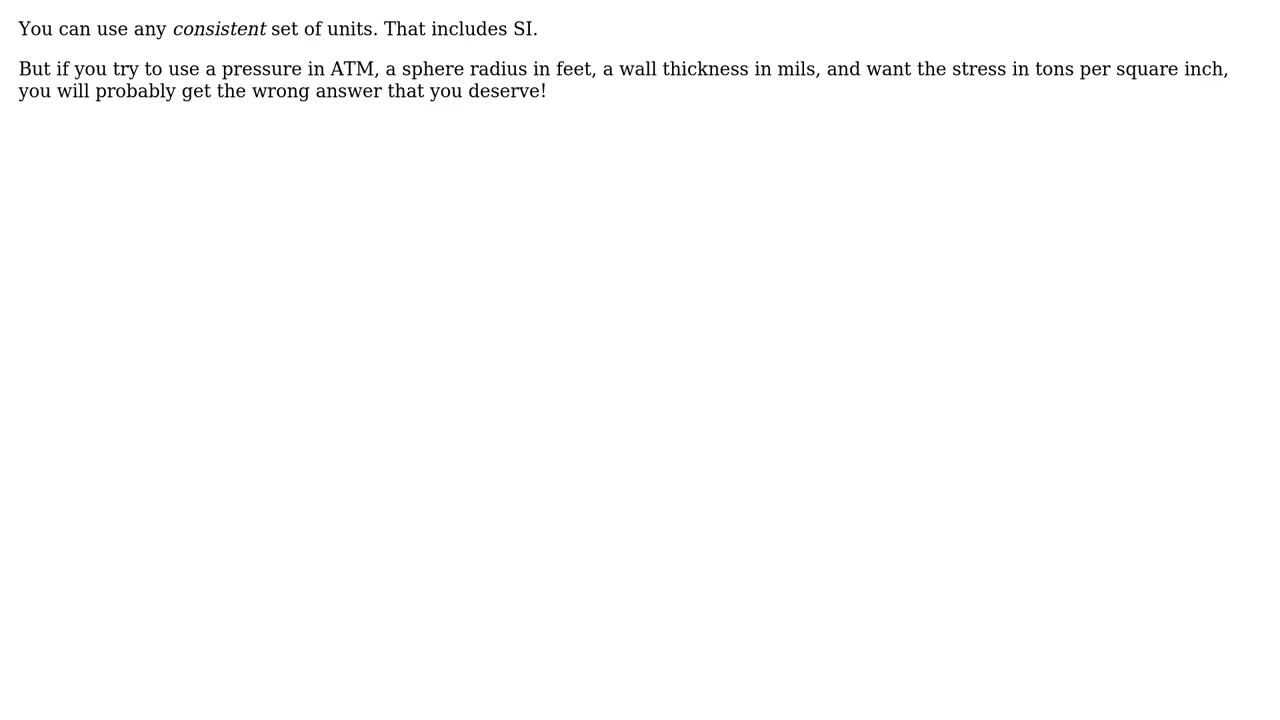 You can use any consistent set of units. That includes SI.
But if you try to use a pressure in ATM, a sphere radius in feet, a wall thickness in mils, and want the stress in tons per square inch,
you will probably get the wrong answer that you deserve!